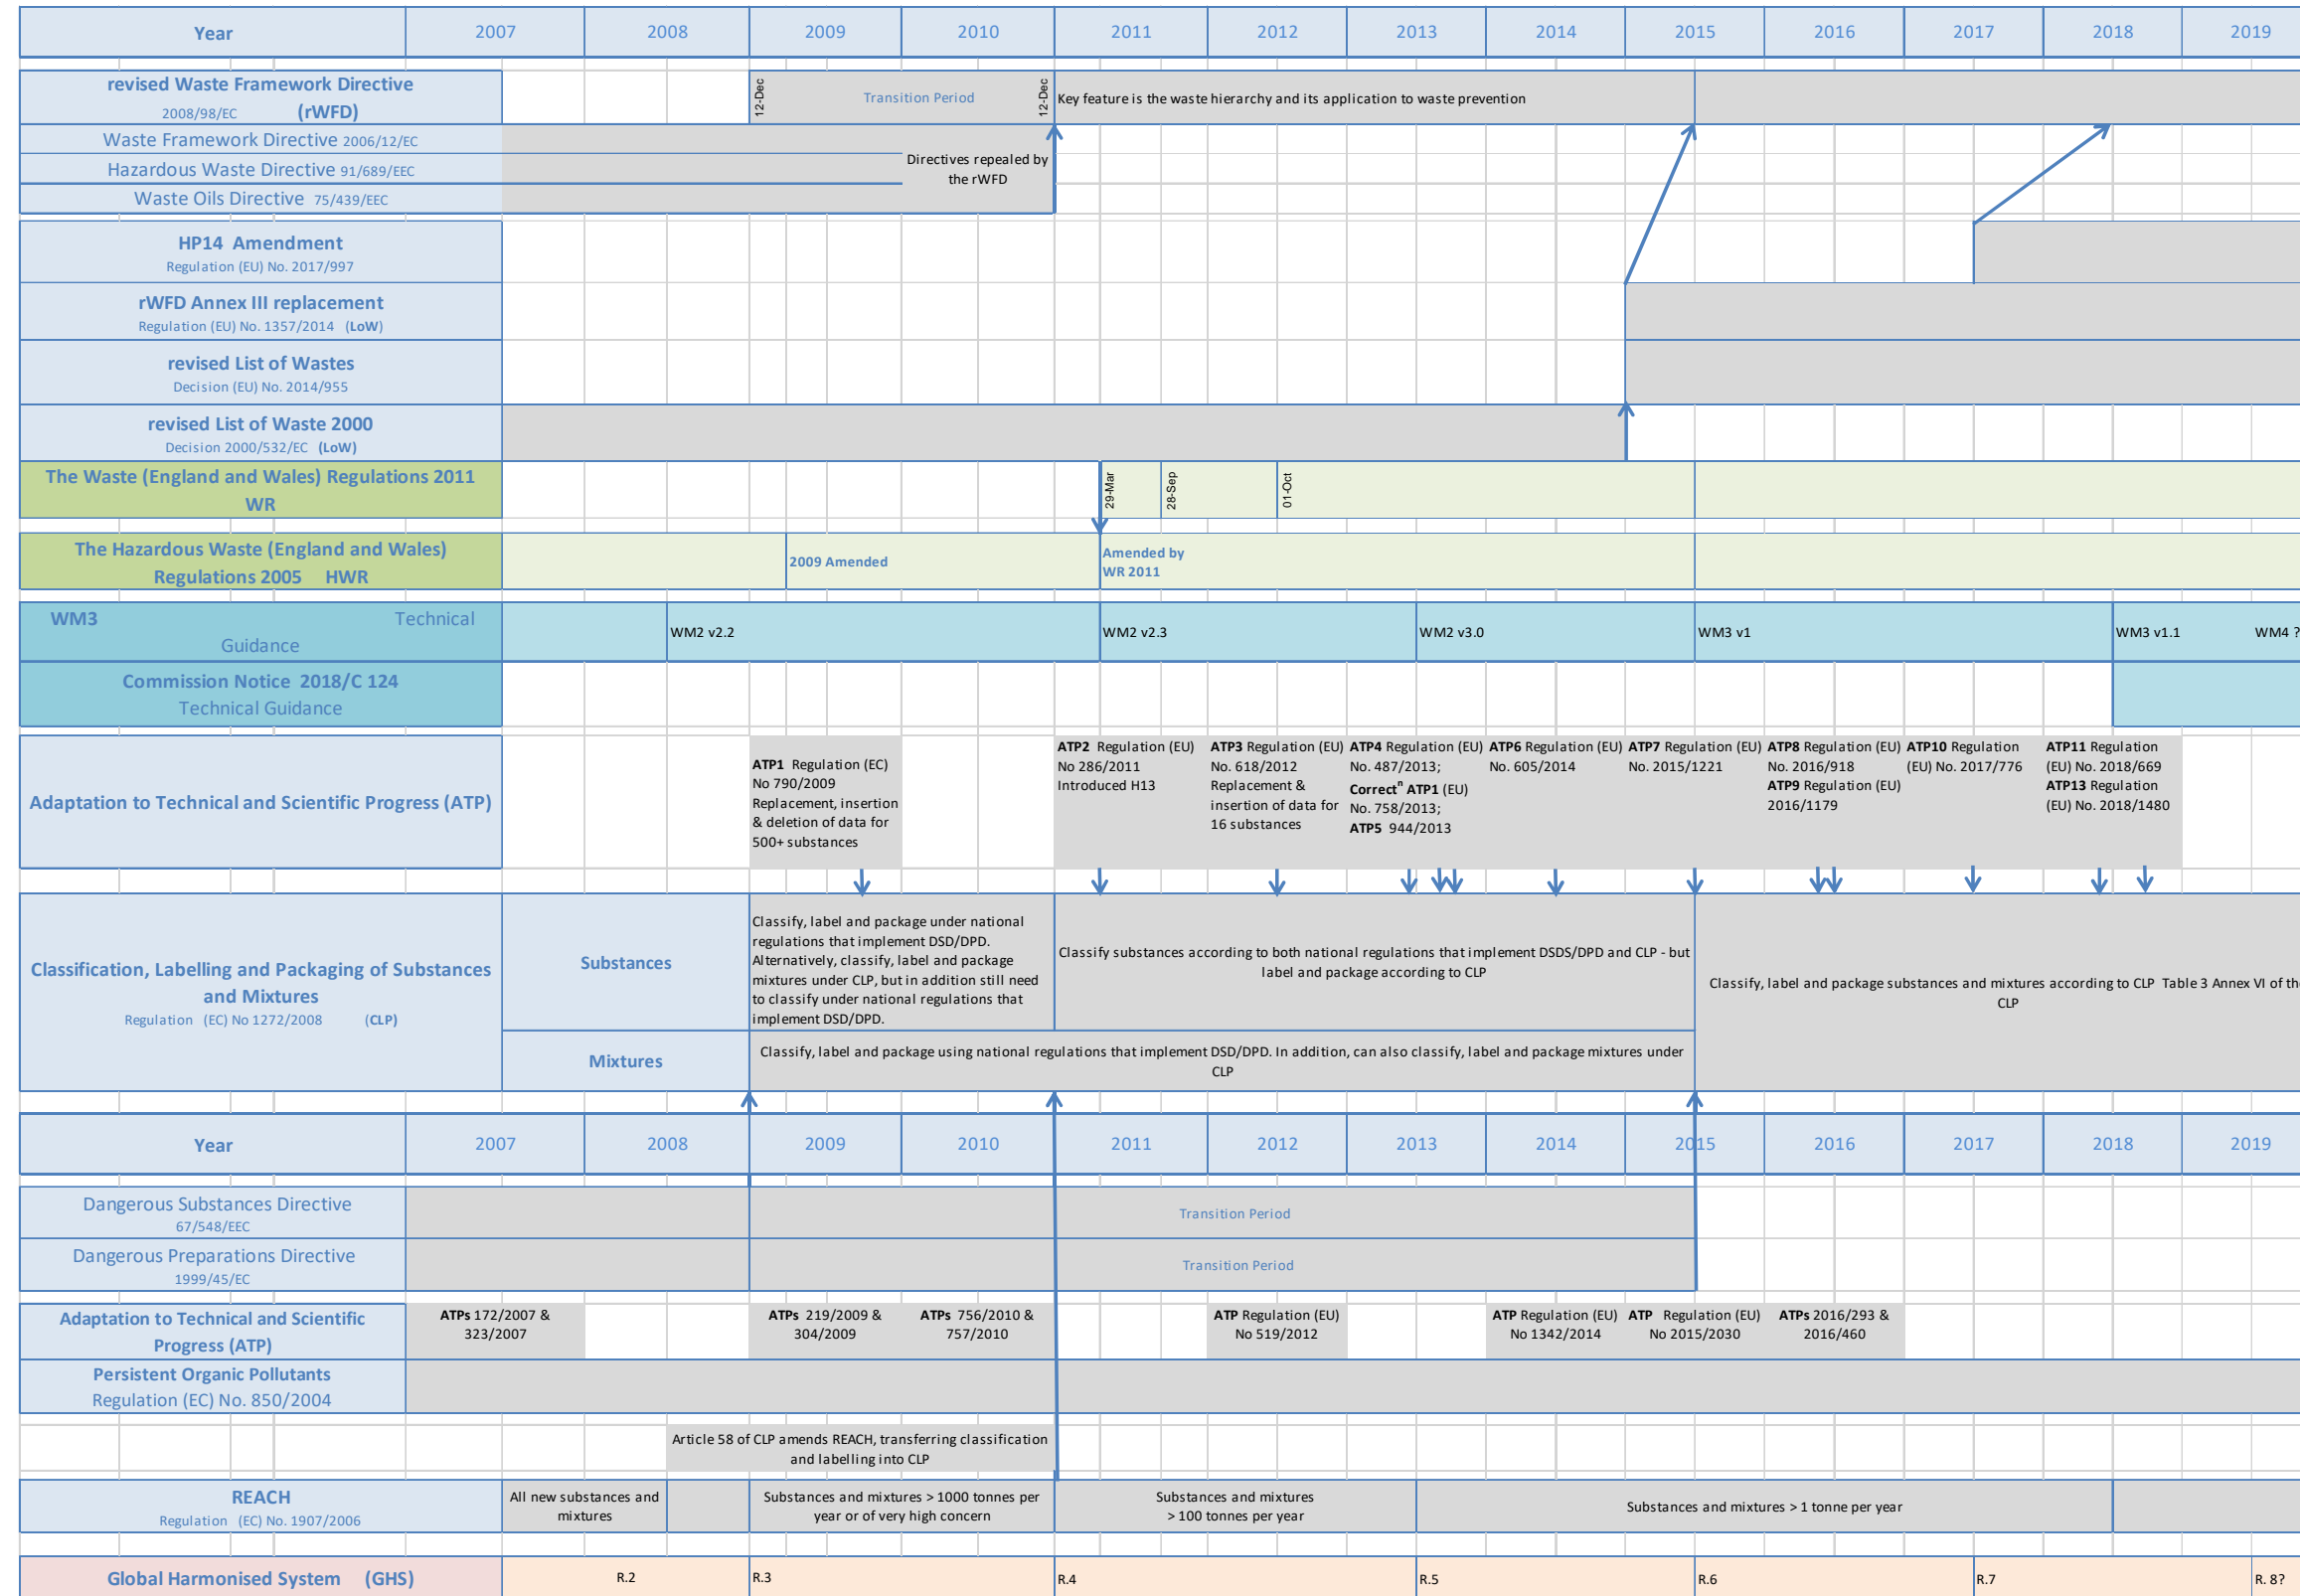 Year 2007 2008 2009 2010 2011 2012 2013 2014 2015 2016 2017 2018 2019
revised Waste Framework Directive
2008/98/EC (rWFD)
12-Dec
Transition Period
12-Dec
Key feature is the waste hierarchy and its application to waste prevention
Waste Framework Directive 2006/12/EC
Hazardous Waste Directive 91/689/EEC
Waste Oils Directive 75/439/EEC
Directives repealed by
the rWFD
HP14 Amendment
Regulation (EU) No. 2017/997
rWFD Annex III replacement
Regulation (EU) No. 1357/2014 (LoW)
revised List of Wastes
Decision (EU) No. 2014/955
revised List of Waste 2000
Decision 2000/532/EC (LoW)
The Waste (England and Wales) Regulations 2011
WR
29-Mar
28-Sep
01-Oct
The Hazardous Waste (England and Wales)
Regulations 2005 HWR
2009 Amended
Amended by
WR 2011
WM3 Technical
Guidance
WM2 v2.2
WM2 v2.3
WM2 v3.0
WM3 v1
WM3 v1.1
WM4 ?
Commission Notice 2018/C 124
Technical Guidance
Adaptation to Technical and Scientific Progress (ATP)
ATP1 Regulation (EC)
No 790/2009
Replacement, insertion
& deletion of data for
500+ substances
ATP2 Regulation (EU)
No 286/2011
Introduced H13
ATP3 Regulation (EU)
No. 618/2012
Replacement &
insertion of data for
16 substances
ATP4 Regulation (EU)
No. 487/2013;
Correctⁿ ATP1 (EU)
No. 758/2013;
ATP5 944/2013
ATP6 Regulation (EU)
No. 605/2014
ATP7 Regulation (EU)
No. 2015/1221
ATP8 Regulation (EU)
No. 2016/918
ATP9 Regulation (EU)
2016/1179
ATP10 Regulation
(EU) No. 2017/776
ATP11 Regulation
(EU) No. 2018/669
ATP13 Regulation
(EU) No. 2018/1480
Classification, Labelling and Packaging of Substances
and Mixtures
Regulation (EC) No 1272/2008 (CLP)
Substances
Classify, label and package under national
regulations that implement DSD/DPD.
Alternatively, classify, label and package
mixtures under CLP, but in addition still need
to classify under national regulations that
implement DSD/DPD.
Classify substances according to both national regulations that implement DSDS/DPD and CLP - but
label and package according to CLP
Classify, label and package substances and mixtures according to CLP Table 3 Annex VI of the
CLP
Mixtures
Classify, label and package using national regulations that implement DSD/DPD. In addition, can also classify, label and package mixtures under
CLP
Year 2007 2008 2009 2010 2011 2012 2013 2014 2015 2016 2017 2018 2019
Dangerous Substances Directive
67/548/EEC
Transition Period
Dangerous Preparations Directive
1999/45/EC
Transition Period
Adaptation to Technical and Scientific
Progress (ATP)
ATPs 172/2007 &
323/2007
ATPs 219/2009 &
304/2009
ATPs 756/2010 &
757/2010
ATP Regulation (EU)
No 519/2012
ATP Regulation (EU)
No 1342/2014
ATP Regulation (EU)
No 2015/2030
ATPs 2016/293 &
2016/460
Persistent Organic Pollutants
Regulation (EC) No. 850/2004
Article 58 of CLP amends REACH, transferring classification
and labelling into CLP
REACH
Regulation (EC) No. 1907/2006
All new substances and
mixtures
Substances and mixtures > 1000 tonnes per
year or of very high concern
Substances and mixtures
> 100 tonnes per year
Substances and mixtures > 1 tonne per year
Global Harmonised System (GHS)
R.2
R.3
R.4
R.5
R.6
R.7
R. 8?